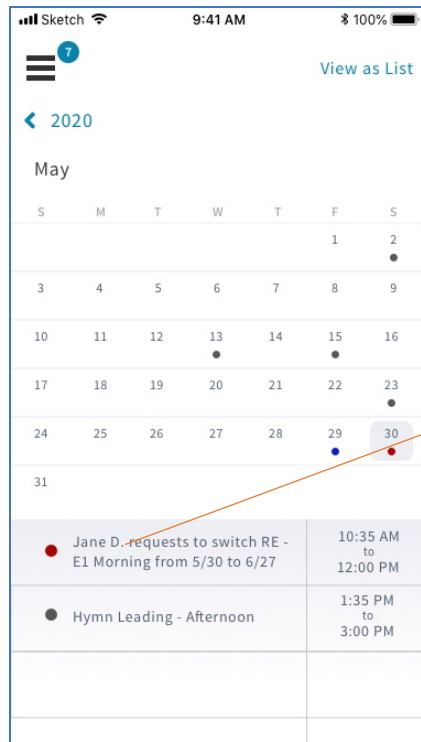 Sketch 9:41 AM 100%
7
View as List
2020
May
S M T W T F S
1 2
3 4 5 6 7 8 9
10 11 12 13 14 15 16
17 18 19 20 21 22 23
24 25 26 27 28 29 30
31
Jane D. requests to switch RE -
E1 Morning from 5/30 to 6/27
10:35 AM
to
12:00 PM
Hymn Leading - Afternoon
1:35 PM
to
3:00 PM